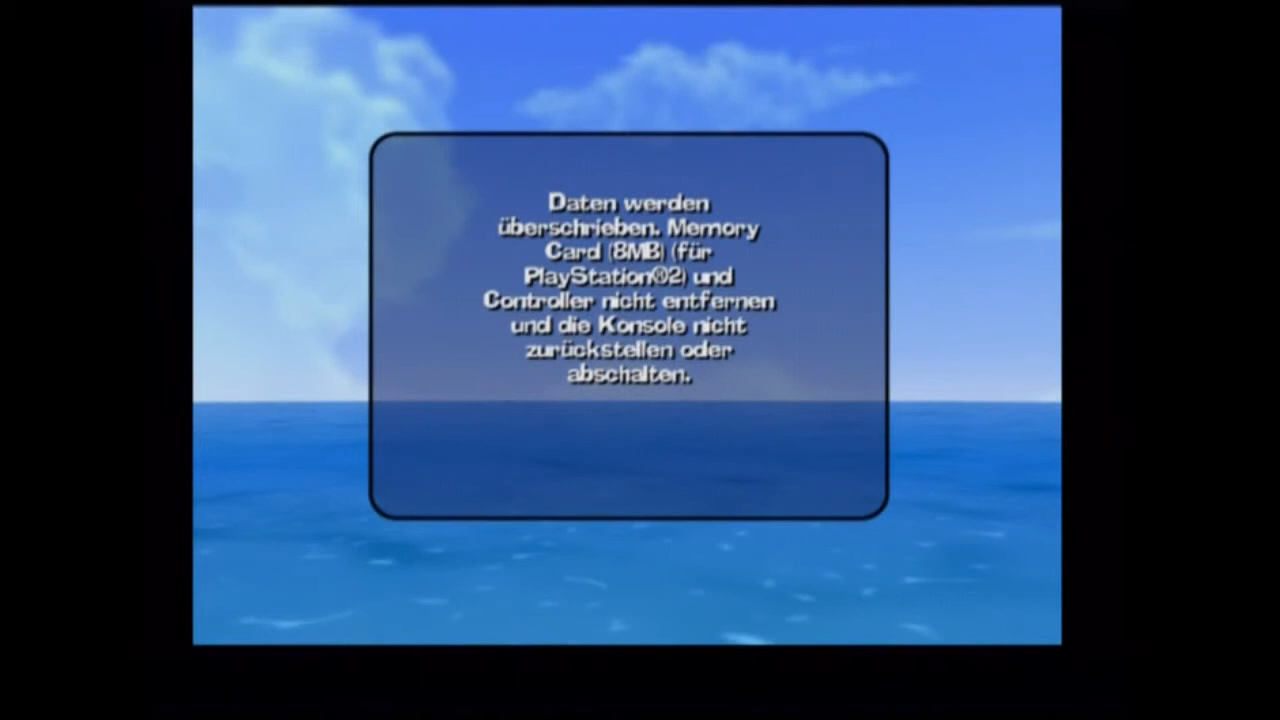 Daten werden
überschrieben. Memory
Card (8MB) (für
PlayStation®2) und
Controller nicht entfernen
und die Konsole nicht
zurückstellen oder
abschalten.